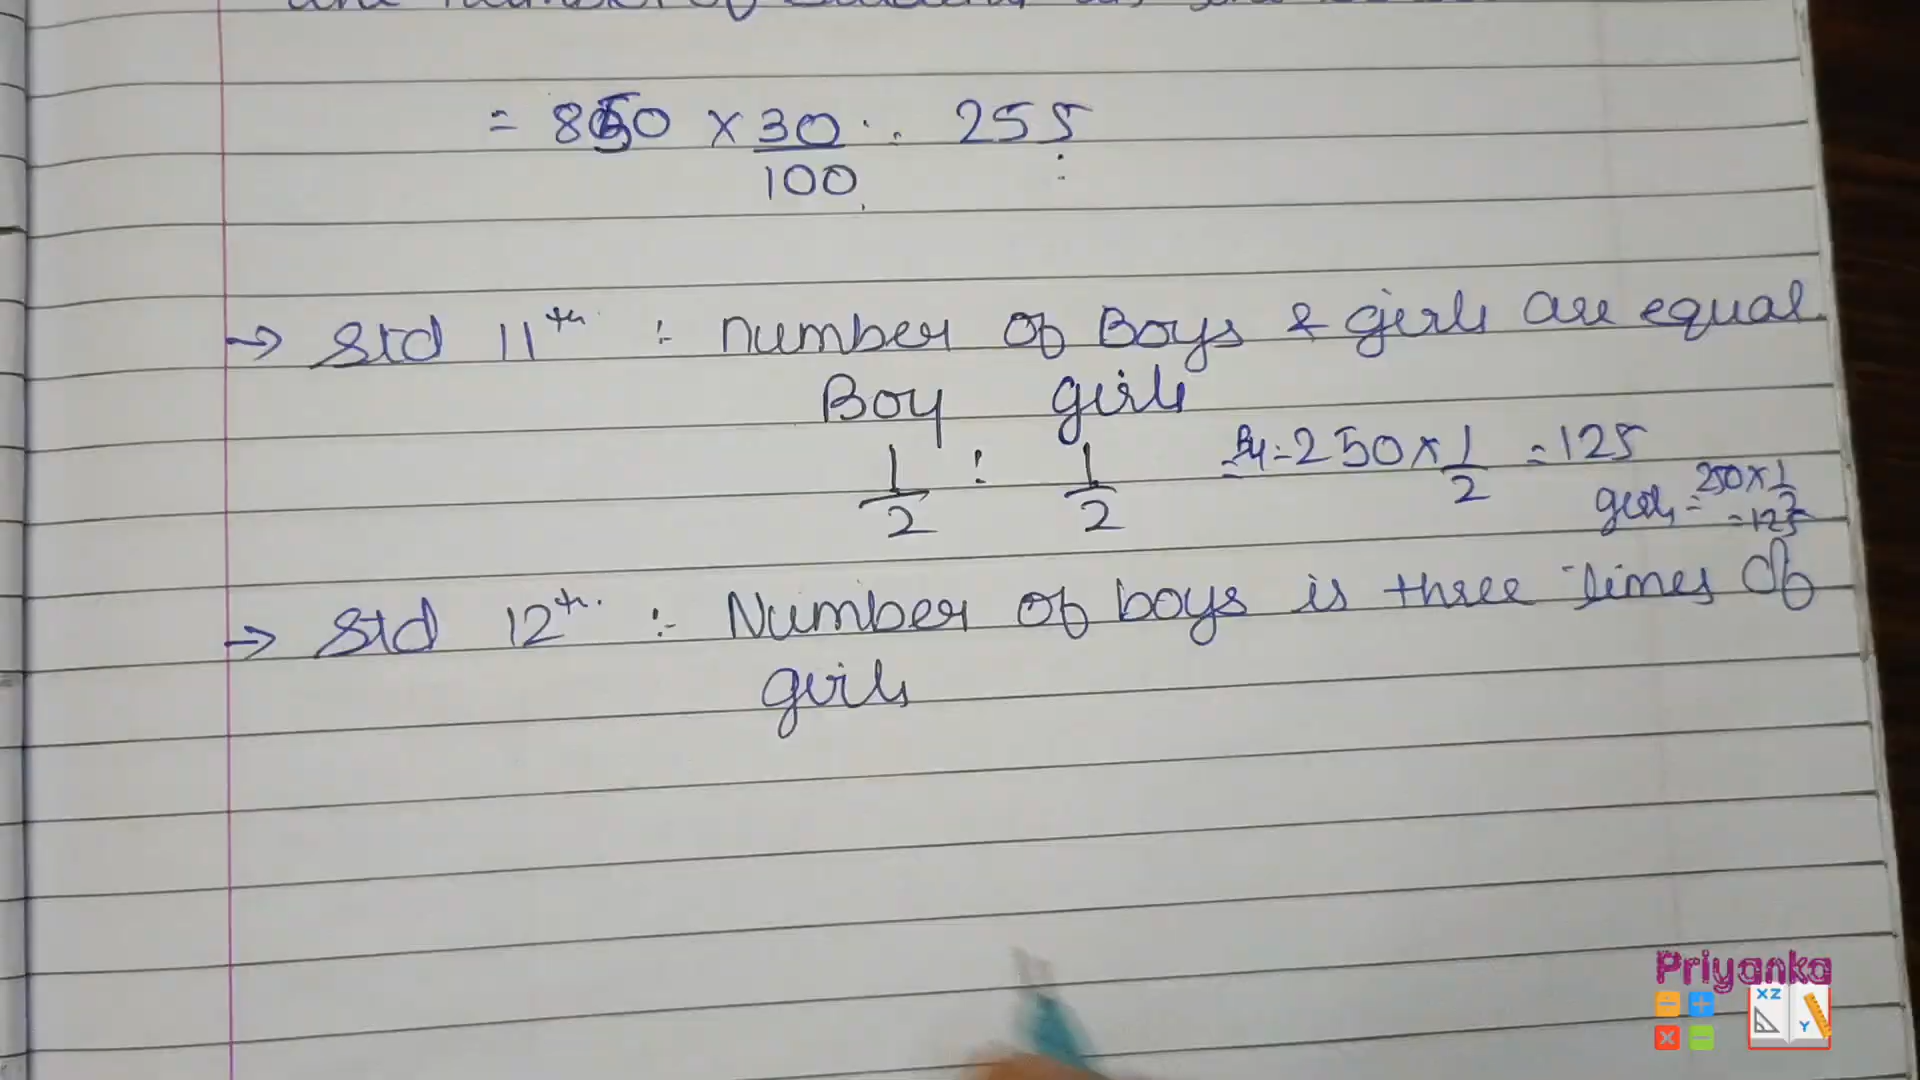 = 850 × 30/100 = 255
→ Std 11th : number of Boys & girls are equal.
Boy girls
1/2 : 1/2 = 250 × 1/2 = 125
girls = 250 × 1/2
= 125
→ Std 12th :- Number of boys is three times of
girls
Priyanka
XZ
Y